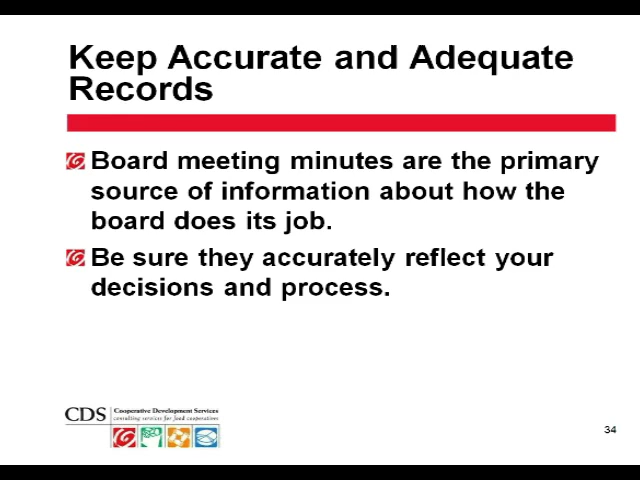 Keep Accurate and Adequate
Records
Board meeting minutes are the primary
source of information about how the
board does its job.
Be sure they accurately reflect your
decisions and process.
CDS
Cooperative Development Services
consulting services for food cooperatives
34